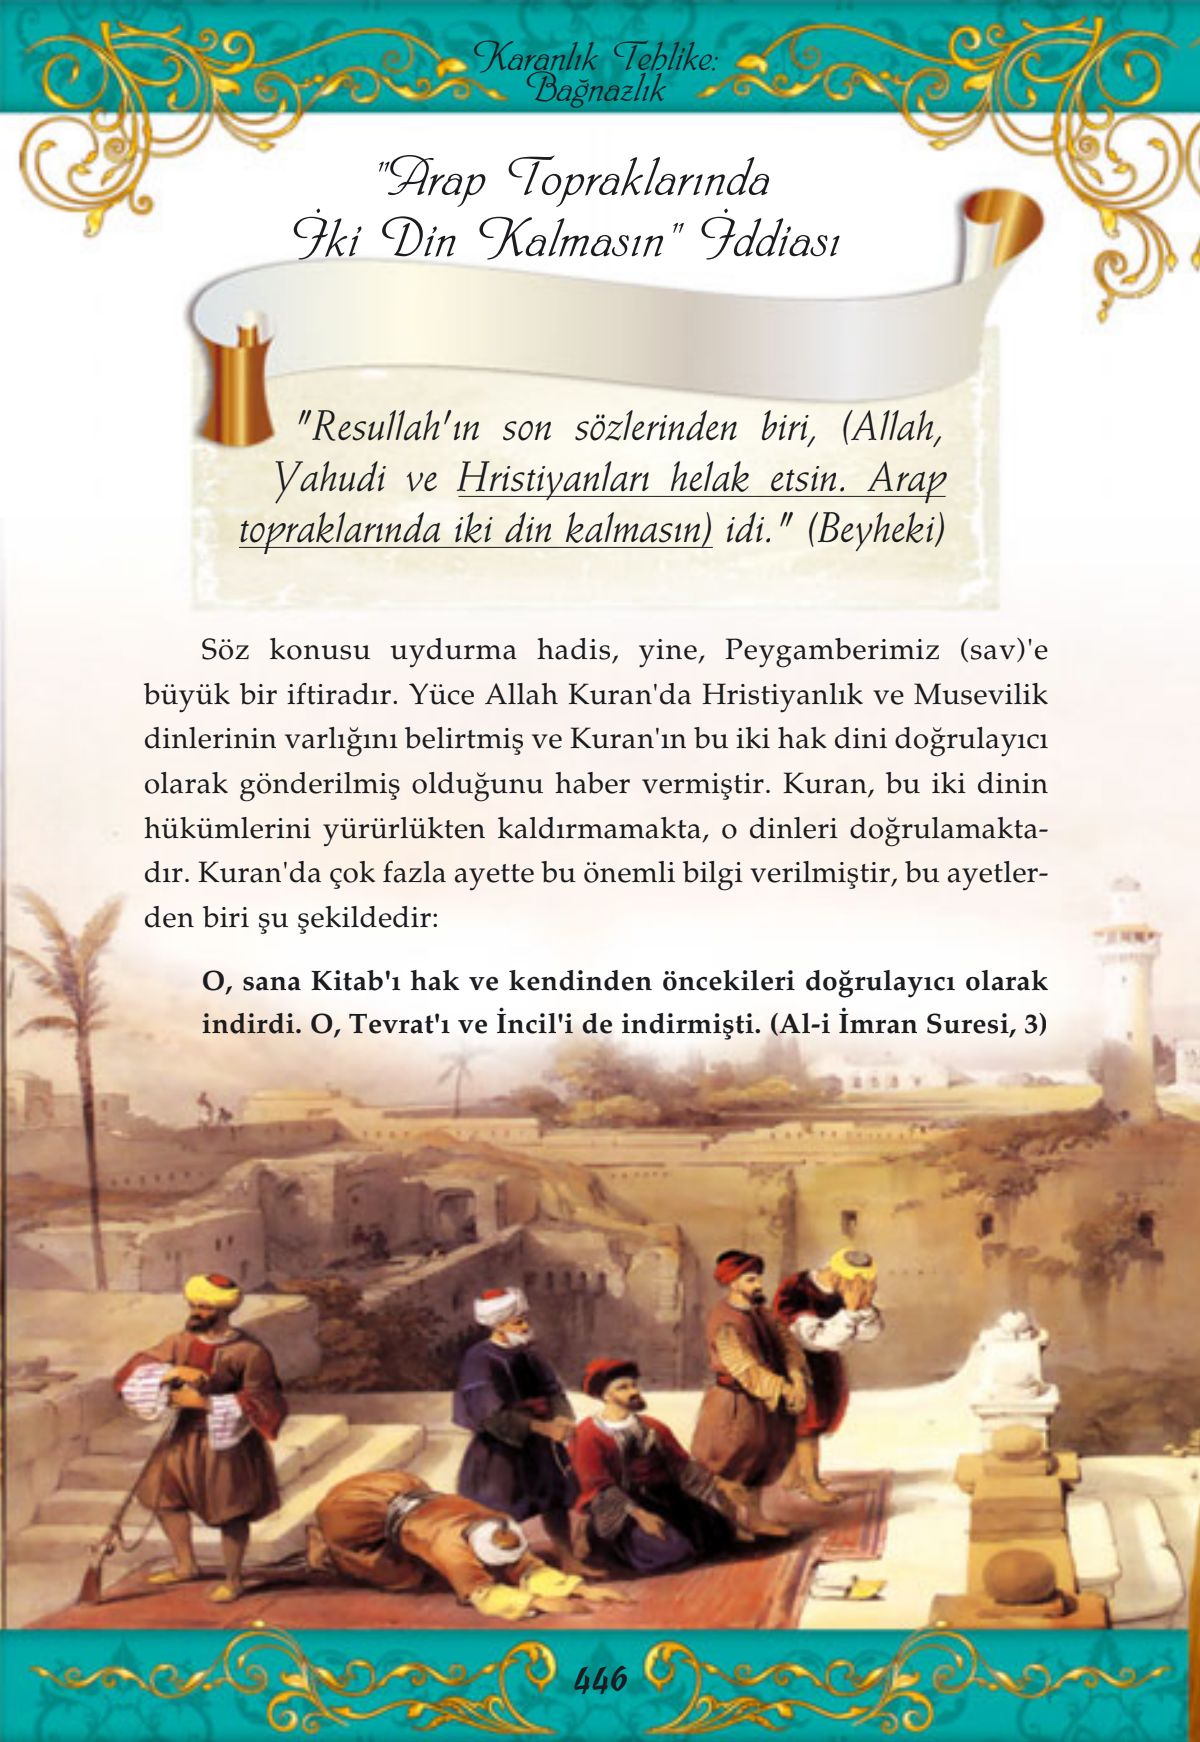 Karanlık Tehlike:
Bağnazlık
"Arap Topraklarında
İki Din Kalmasın" İddiası
"Resullah'ın son sözlerinden biri, (Allah,
Yahudi ve Hristiyanları helak etsin. Arap
topraklarında iki din kalmasın) idi." (Beyheki)
Söz konusu uydurma hadis, yine, Peygamberimiz (sav)'e
büyük bir iftiradır. Yüce Allah Kuran'da Hristiyanlık ve Musevilik
dinlerinin varlığını belirtmiş ve Kuran'ın bu iki hak dini doğrulayıcı
olarak gönderilmiş olduğunu haber vermiştir. Kuran, bu iki dinin
hükümlerini yürürlükten kaldırmamakta, o dinleri doğrulamakta-
dır. Kuran'da çok fazla ayette bu önemli bilgi verilmiştir, bu ayetler-
den biri şu şekildedir:
O, sana Kitab'ı hak ve kendinden öncekileri doğrulayıcı olarak
indirdi. O, Tevrat'ı ve İncil'i de indirmişti. (Al-i İmran Suresi, 3)
446